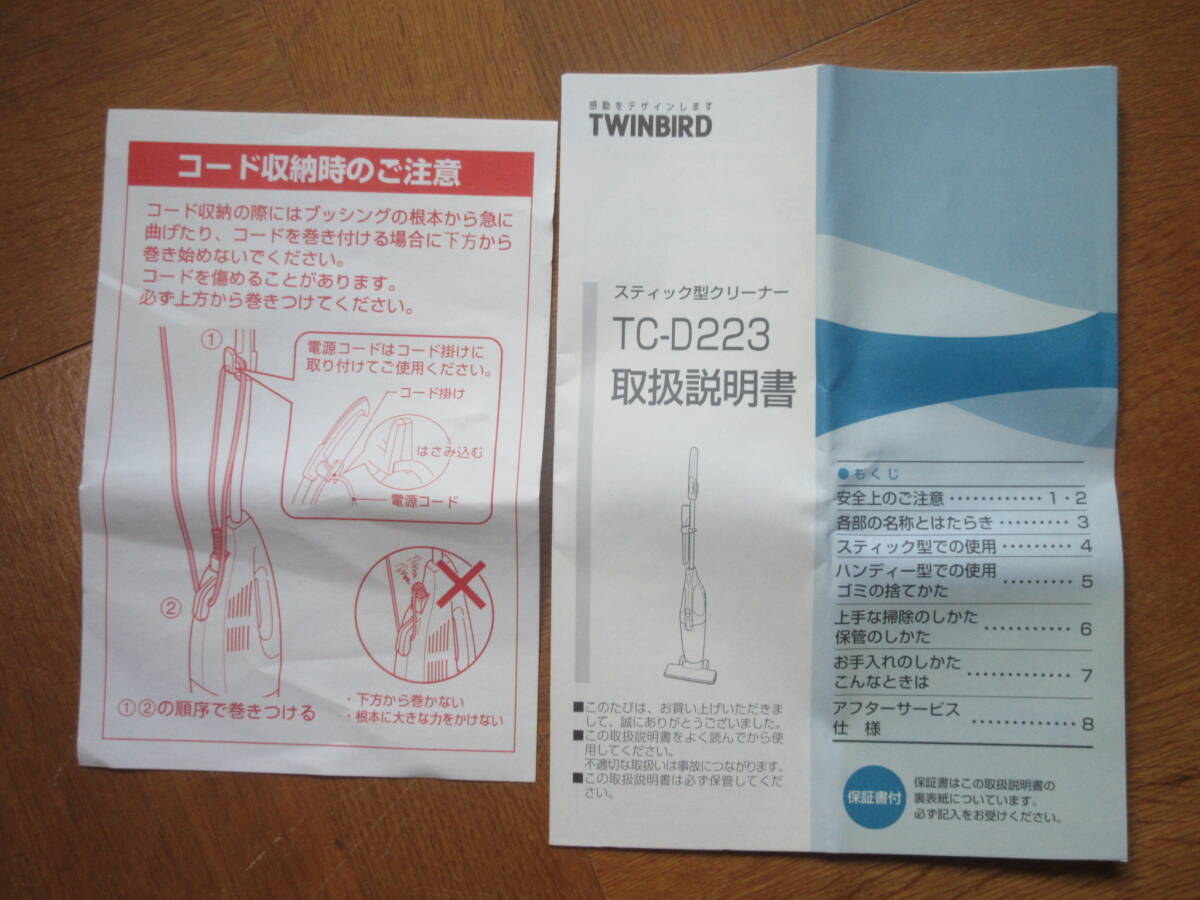 コード収納時のご注意
コード収納の際にはブッシングの根本から急に
曲げたり、コードを巻き付ける場合に下方から
巻き始めないでください。
コードを傷めることがあります。
必ず上方から巻きつけてください。
①
電源コードはコード掛けに
取り付けてご使用ください。
コード掛け
はさみ込む
電源コード
②
①②の順序で巻きつける
・下方から巻かない
・根本に大きな力をかけない
感動をデザインします
TWINBIRD
スティック型クリーナー
TC-D223
取扱説明書
■このたびは、お買い上げいただきま
して、誠にありがとうございました。
■この取扱説明書をよく読んでから使
用してください。
不適切な取扱いは事故につながります。
■この取扱説明書は必ず保管してくだ
さい。
●もくじ
安全上のご注意 ············· 1・2
各部の名称とはたらき ·········· 3
スティック型での使用 ·········· 4
ハンディー型での使用
ゴミの捨てかた ·········· 5
上手な掃除のしかた
保管のしかた ············ 6
お手入れのしかた
こんなときは ·············· 7
アフターサービス
仕 様 ·············· 8
保証書付
保証書はこの取扱説明書の
裏表紙についています。
必ず記入をお受けください。